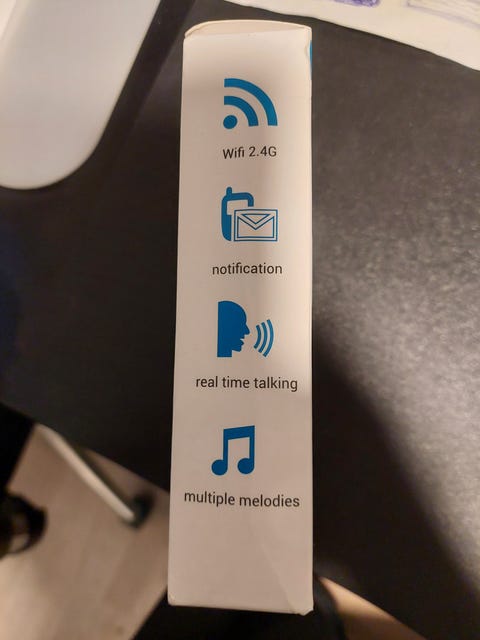 Wifi 2.4G
notification
real time talking
multiple melodies